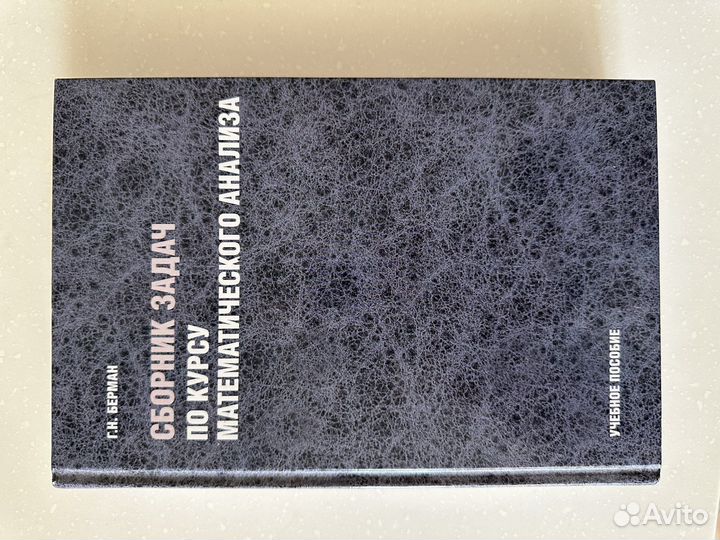 Г.Н. БЕРМАН
СБОРНИК ЗАДАЧ
ПО КУРСУ
МАТЕМАТИЧЕСКОГО АНАЛИЗА
УЧЕБНОЕ ПОСОБИЕ
Avito